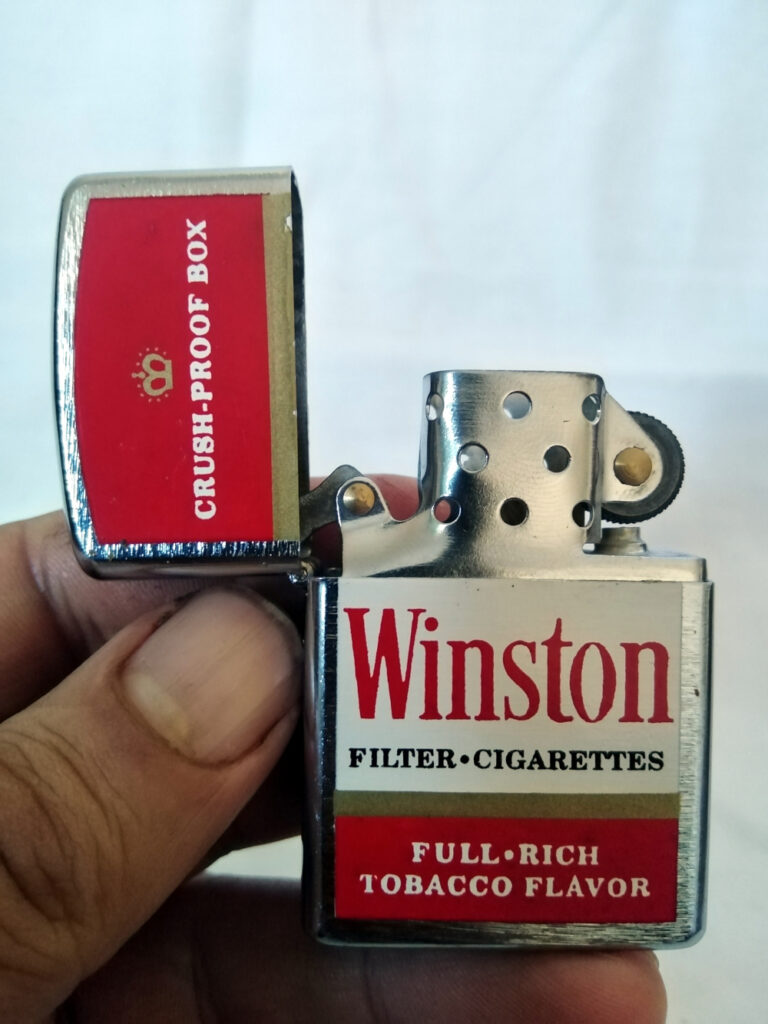 CRUSH-PROOF BOX
Winston
FILTER•CIGARETTES
FULL•RICH
TOBACCO FLAVOR